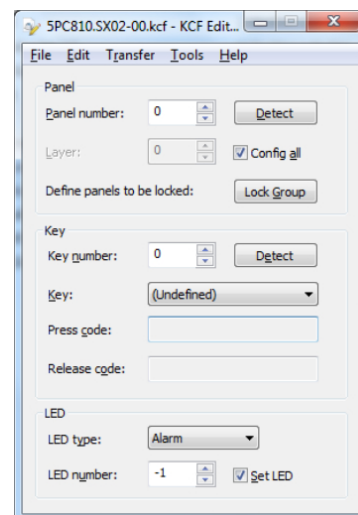 5PC810.SX02-00.kcf - KCF Edit...
File Edit Transfer Tools Help
Panel
Panel number: 0 Detect
Layer: 0 Config all
Define panels to be locked: Lock Group
Key
Key number: 0 Detect
Key: (Undefined)
Press code:
Release code:
LED
LED type: Alarm
LED number: -1 Set LED